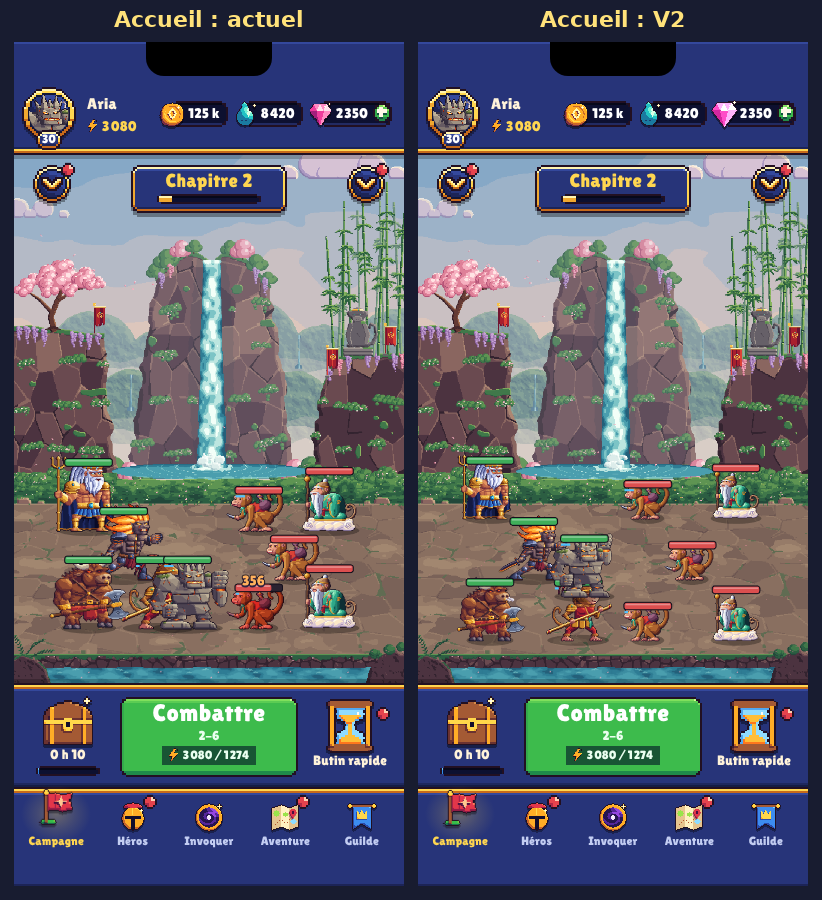 Accueil : actuel
Accueil : V2
Aria
3080
30
125 k
8420
2350
Chapitre 2
356
Combattre
2-6
3080 / 1274
0 h 10
Butin rapide
Campagne
Héros
Invoquer
Aventure
Guilde
Aria
3080
30
125 k
8420
2350
Chapitre 2
Combattre
2-6
3080 / 1274
0 h 10
Butin rapide
Campagne
Héros
Invoquer
Aventure
Guilde